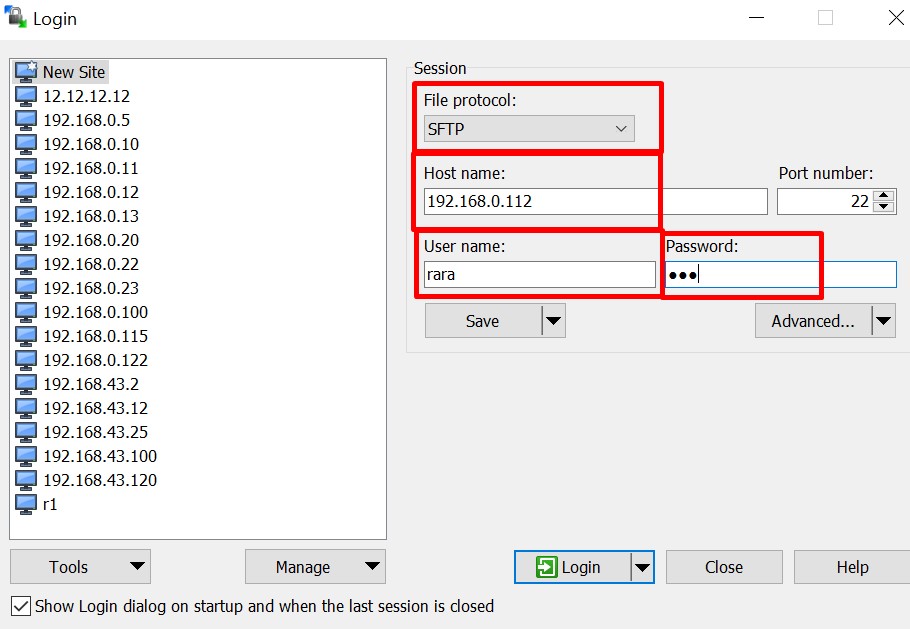 Login
New Site
12.12.12.12
192.168.0.5
192.168.0.10
192.168.0.11
192.168.0.12
192.168.0.13
192.168.0.20
192.168.0.22
192.168.0.23
192.168.0.100
192.168.0.115
192.168.0.122
192.168.43.2
192.168.43.12
192.168.43.25
192.168.43.100
192.168.43.120
r1
Session
File protocol:
SFTP
Host name:
Port number:
192.168.0.112
22
User name:
Password:
rara
●●●
Save
Advanced...
Tools
Manage
Login
Close
Help
Show Login dialog on startup and when the last session is closed